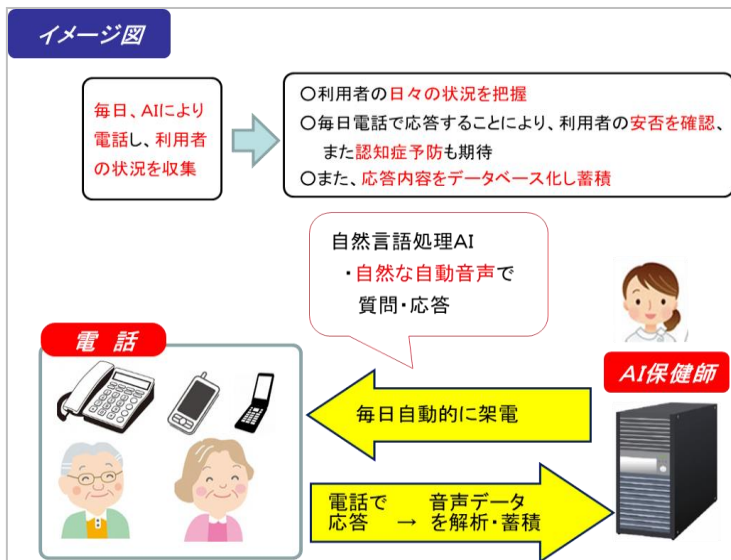 イメージ図
毎日、AIにより
電話し、利用者
の状況を収集
○利用者の日々の状況を把握
○毎日電話で応答することにより、利用者の安否を確認、
また認知症予防も期待
○また、応答内容をデータベース化し蓄積
自然言語処理AI
・自然な自動音声で
質問・応答
電話
AI保健師
毎日自動的に架電
電話で 音声データ
応答 → を解析・蓄積